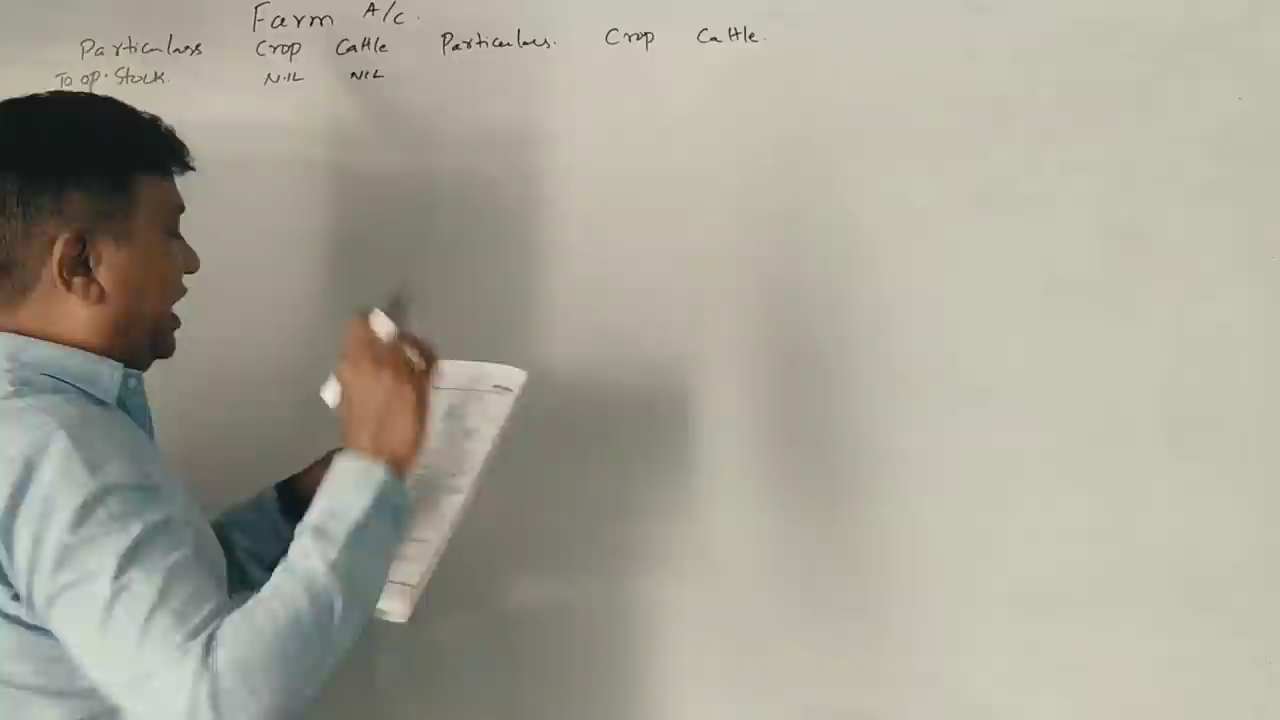 Farm A/c.
Particulars Crop Cattle Particulars. Crop Cattle.
To op. Stock. NIL NIL